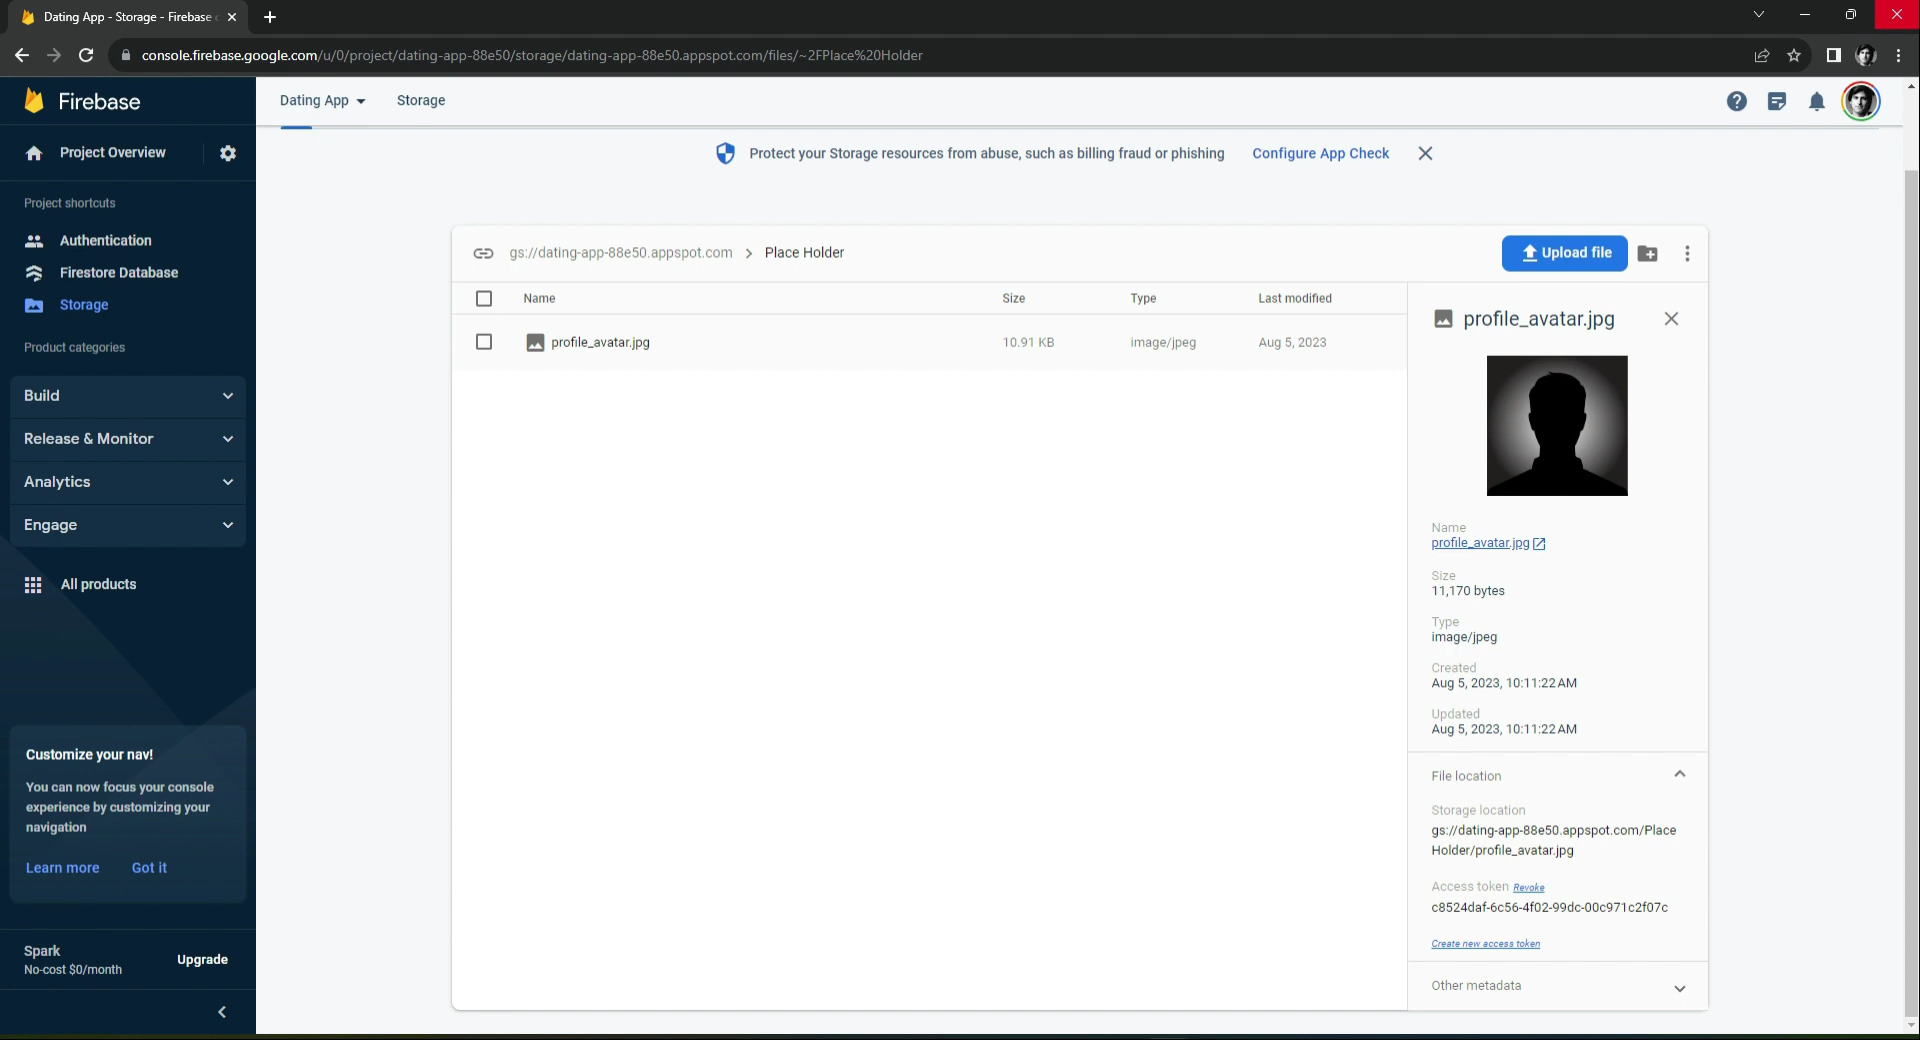 Dating App - Storage - Firebase c
console.firebase.google.com/u/0/project/dating-app-88e50/storage/dating-app-88e50.appspot.com/files/~2FPlace%20Holder
Firebase
Dating App
Storage
Project Overview
Protect your Storage resources from abuse, such as billing fraud or phishing
Configure App Check
Project shortcuts
Authentication
Firestore Database
Storage
Product categories
Build
Release & Monitor
Analytics
Engage
All products
Customize your nav!
You can now focus your console
experience by customizing your
navigation
Learn more
Got it
Spark
No-cost $0/month
Upgrade
gs://dating-app-88e50.appspot.com > Place Holder
Upload file
Name
Size
Type
Last modified
profile_avatar.jpg
10.91 KB
image/jpeg
Aug 5, 2023
profile_avatar.jpg
Name
profile_avatar.jpg
Size
11,170 bytes
Type
image/jpeg
Created
Aug 5, 2023, 10:11:22 AM
Updated
Aug 5, 2023, 10:11:22 AM
File location
Storage location
gs://dating-app-88e50.appspot.com/Place
Holder/profile_avatar.jpg
Access token Revoke
c8524daf-6c56-4f02-99dc-00c971c2f07c
Create new access token
Other metadata